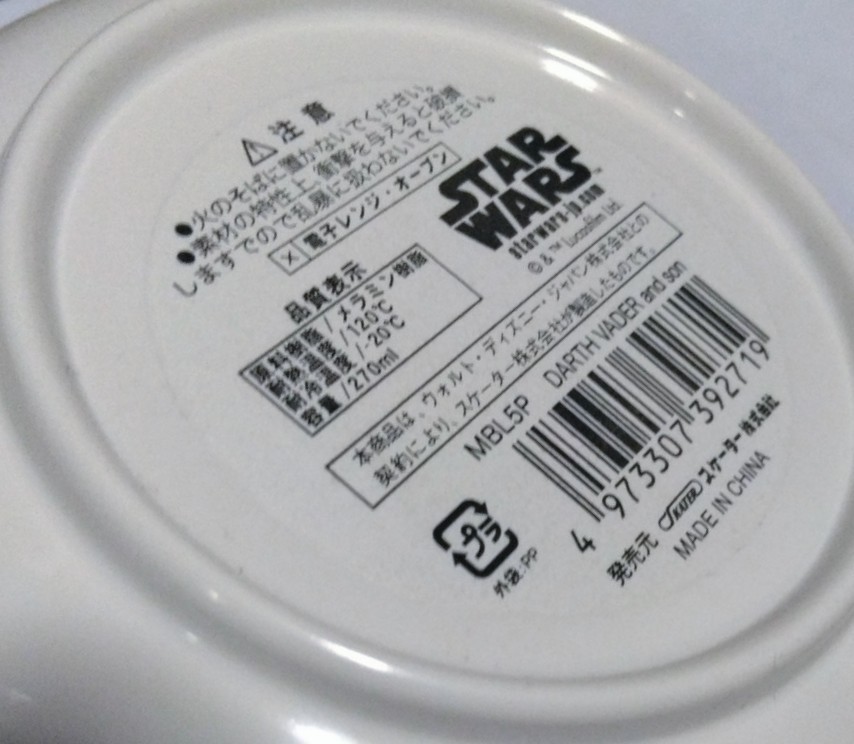 ⚠注意
●火のそばに置かないでください。
●素材の特性上、衝撃を与えると破損
しますでので乱暴に扱わないでください。
×電子レンジ・オーブン
STAR
WARS™
starwars-jp.com
© & ™ Lucasfilm Ltd.
品質表示
原料樹脂/メラミン樹脂
耐熱温度/120℃
耐冷温度/-20℃
容量/270ml
本商品は、ウォルト・ディズニー・ジャパン株式会社との
契約により、スケーター株式会社が製造したものです。
MBL5P DARTH VADER and son
4 973307 392719
プラ
外袋:PP
発売元 SKATER スケーター株式会社
MADE IN CHINA